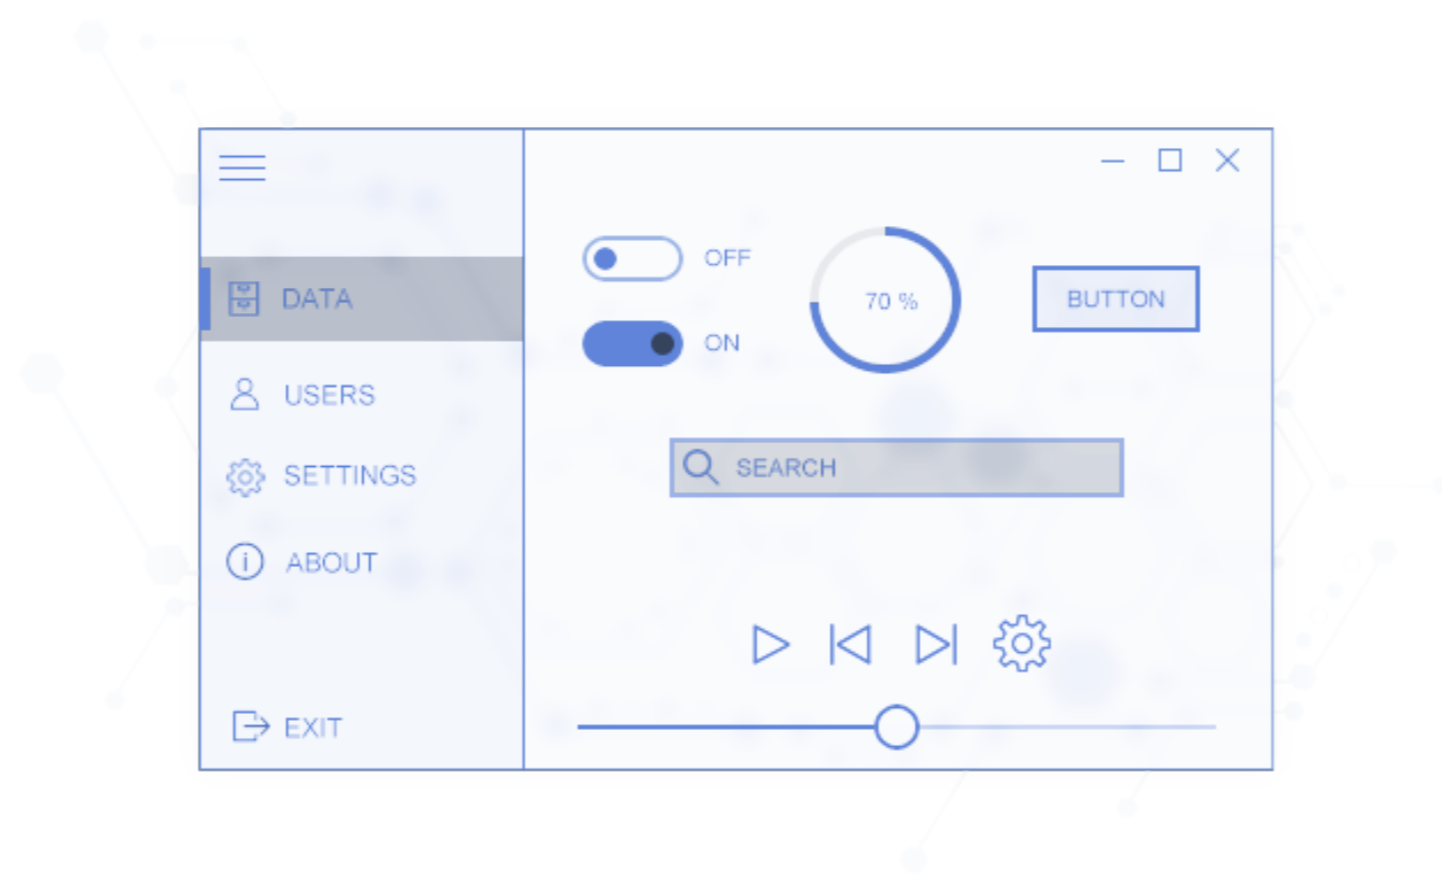 DATA
USERS
SETTINGS
ABOUT
EXIT
OFF
ON
70 %
BUTTON
SEARCH